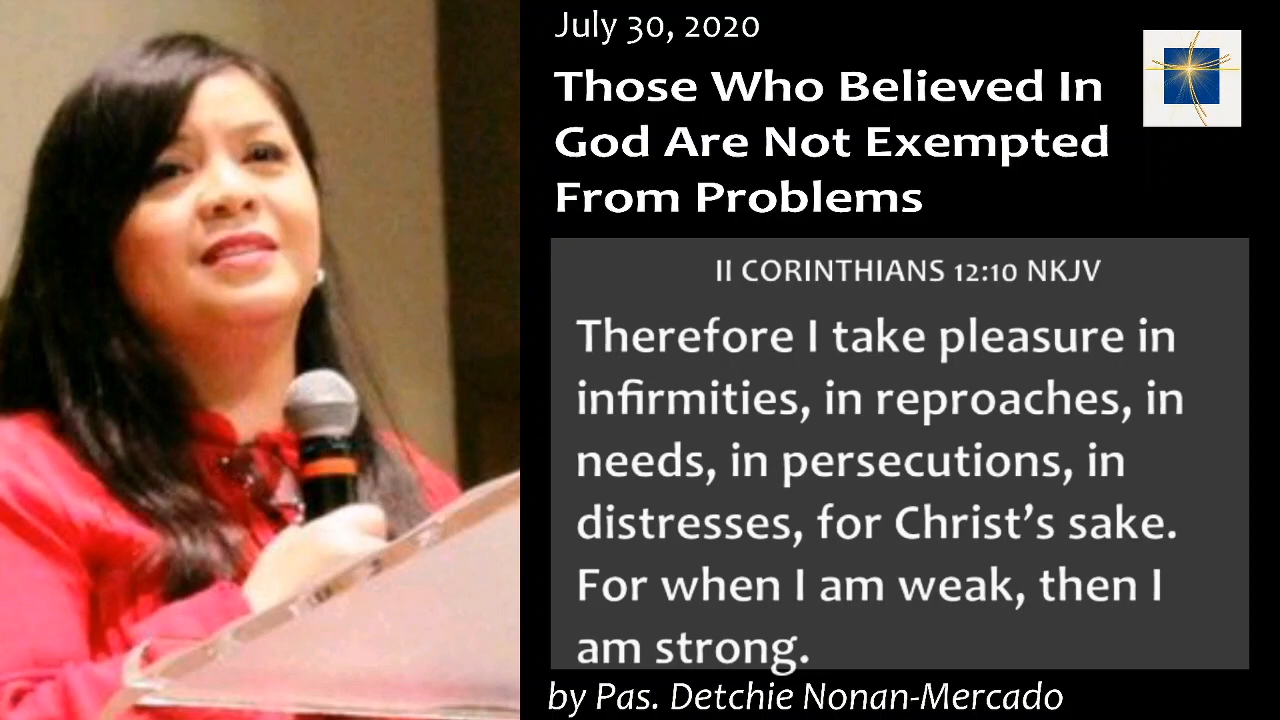 July 30, 2020
Those Who Believed In
God Are Not Exempted
From Problems
II CORINTHIANS 12:10 NKJV
Therefore I take pleasure in
infirmities, in reproaches, in
needs, in persecutions, in
distresses, for Christ’s sake.
For when I am weak, then I
am strong.
by Pas. Detchie Nonan-Mercado